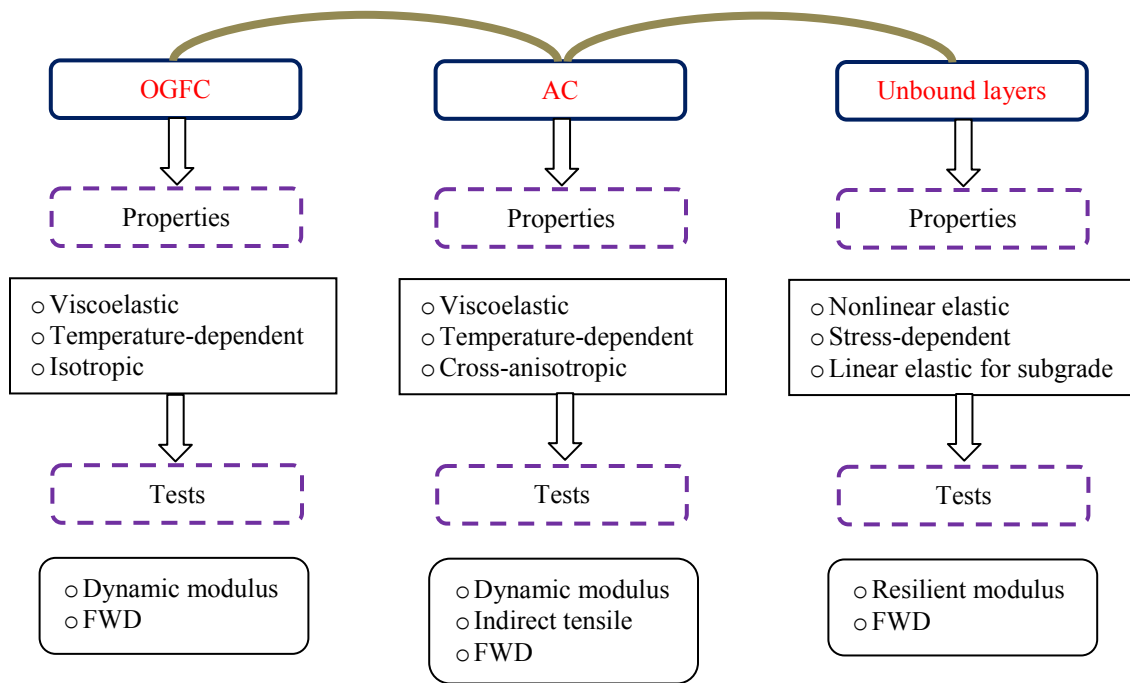 OGFC
AC
Unbound layers
Properties
Properties
Properties
○ Viscoelastic
○ Temperature-dependent
○ Isotropic
○ Viscoelastic
○ Temperature-dependent
○ Cross-anisotropic
○ Nonlinear elastic
○ Stress-dependent
○ Linear elastic for subgrade
Tests
Tests
Tests
○ Dynamic modulus
○ FWD
○ Dynamic modulus
○ Indirect tensile
○ FWD
○ Resilient modulus
○ FWD